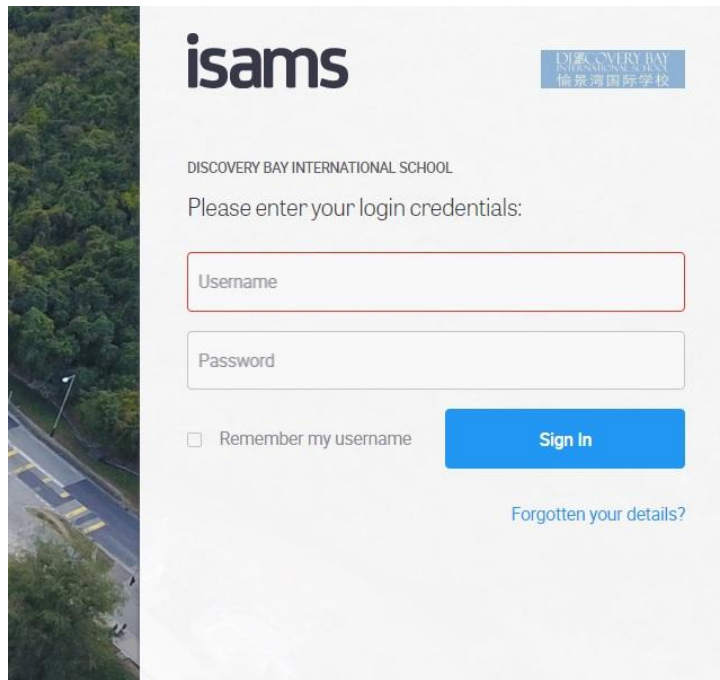 isams
DISCOVERY BAY
INTERNATIONAL SCHOOL
愉景湾国际学校
DISCOVERY BAY INTERNATIONAL SCHOOL
Please enter your login credentials:
Username
Password
Remember my username
Sign In
Forgotten your details?